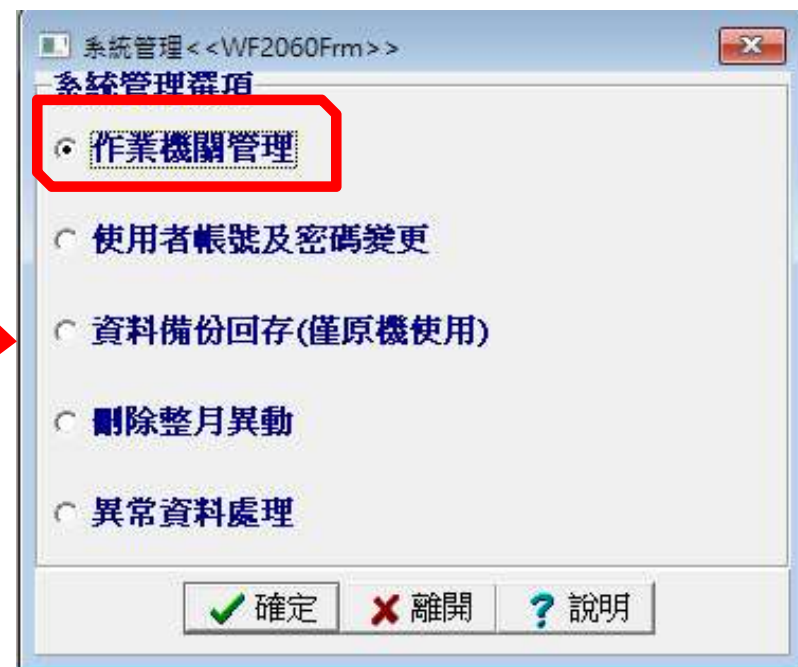 系統管理<<WF2060Frm>>
系統管理選項
作業機關管理
使用者帳號及密碼變更
資料備份回存(僅原機使用)
刪除整月異動
異常資料處理
確定 離開 說明